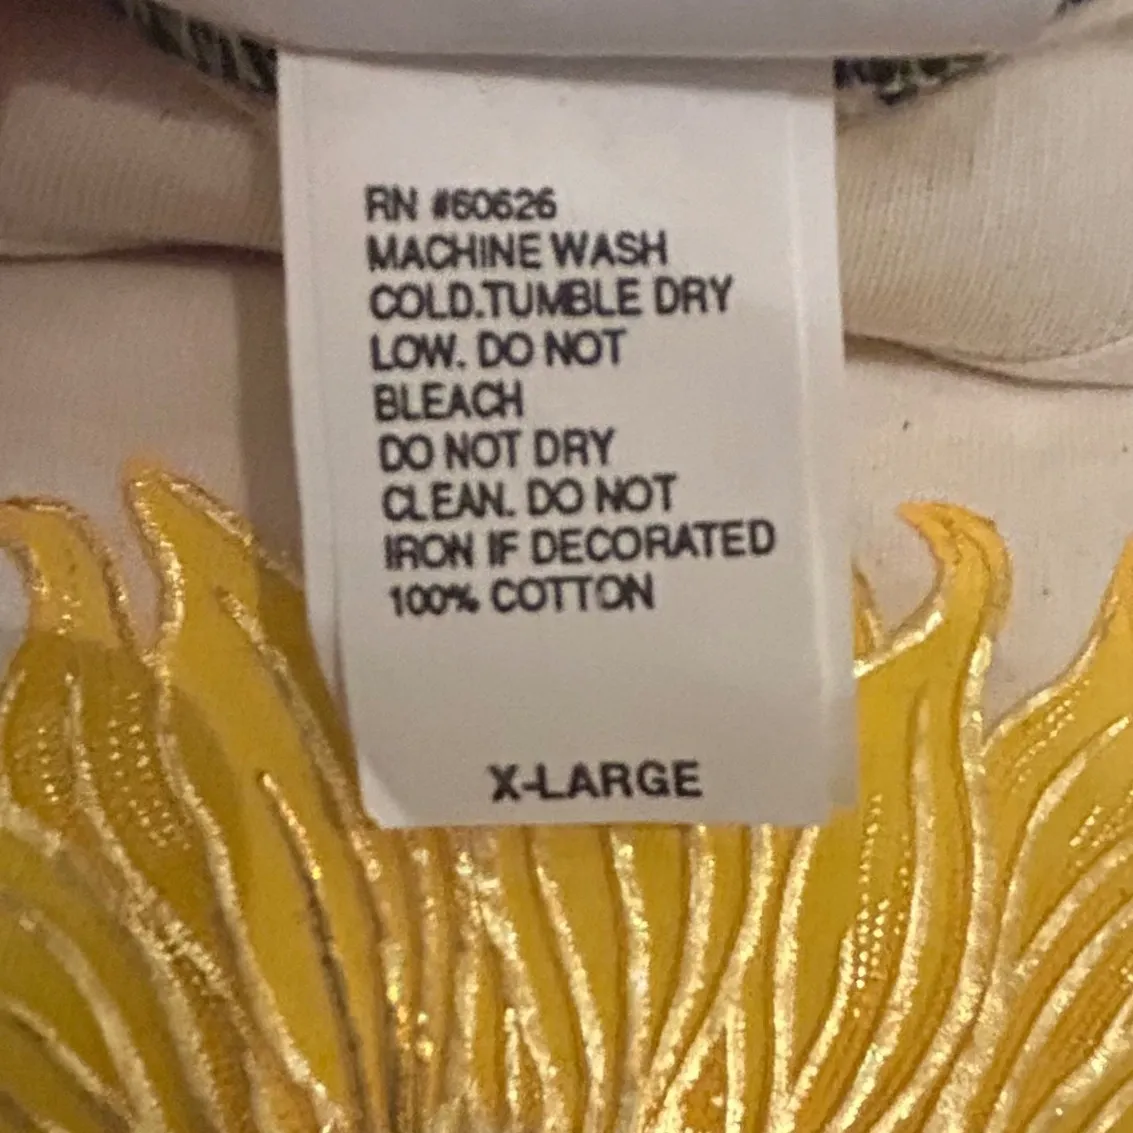 RN #60626
MACHINE WASH
COLD.TUMBLE DRY
LOW. DO NOT
BLEACH
DO NOT DRY
CLEAN. DO NOT
IRON IF DECORATED
100% COTTON
X-LARGE